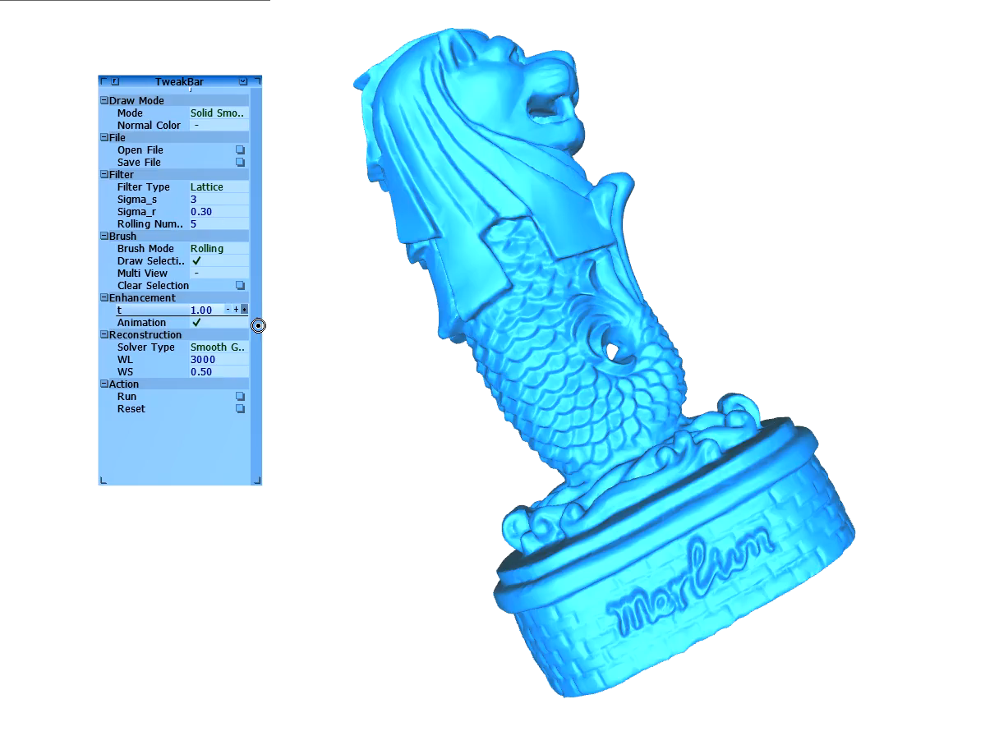 TweakBar
Draw Mode
Mode Solid Smo..
Normal Color -
File
Open File
Save File
Filter
Filter Type Lattice
Sigma_s 3
Sigma_r 0.30
Rolling Num.. 5
Brush
Brush Mode Rolling
Draw Selecti.. ✓
Multi View -
Clear Selection
Enhancement
t 1.00 - +
Animation ✓
Reconstruction
Solver Type Smooth G..
WL 3000
WS 0.50
Action
Run
Reset
merlium